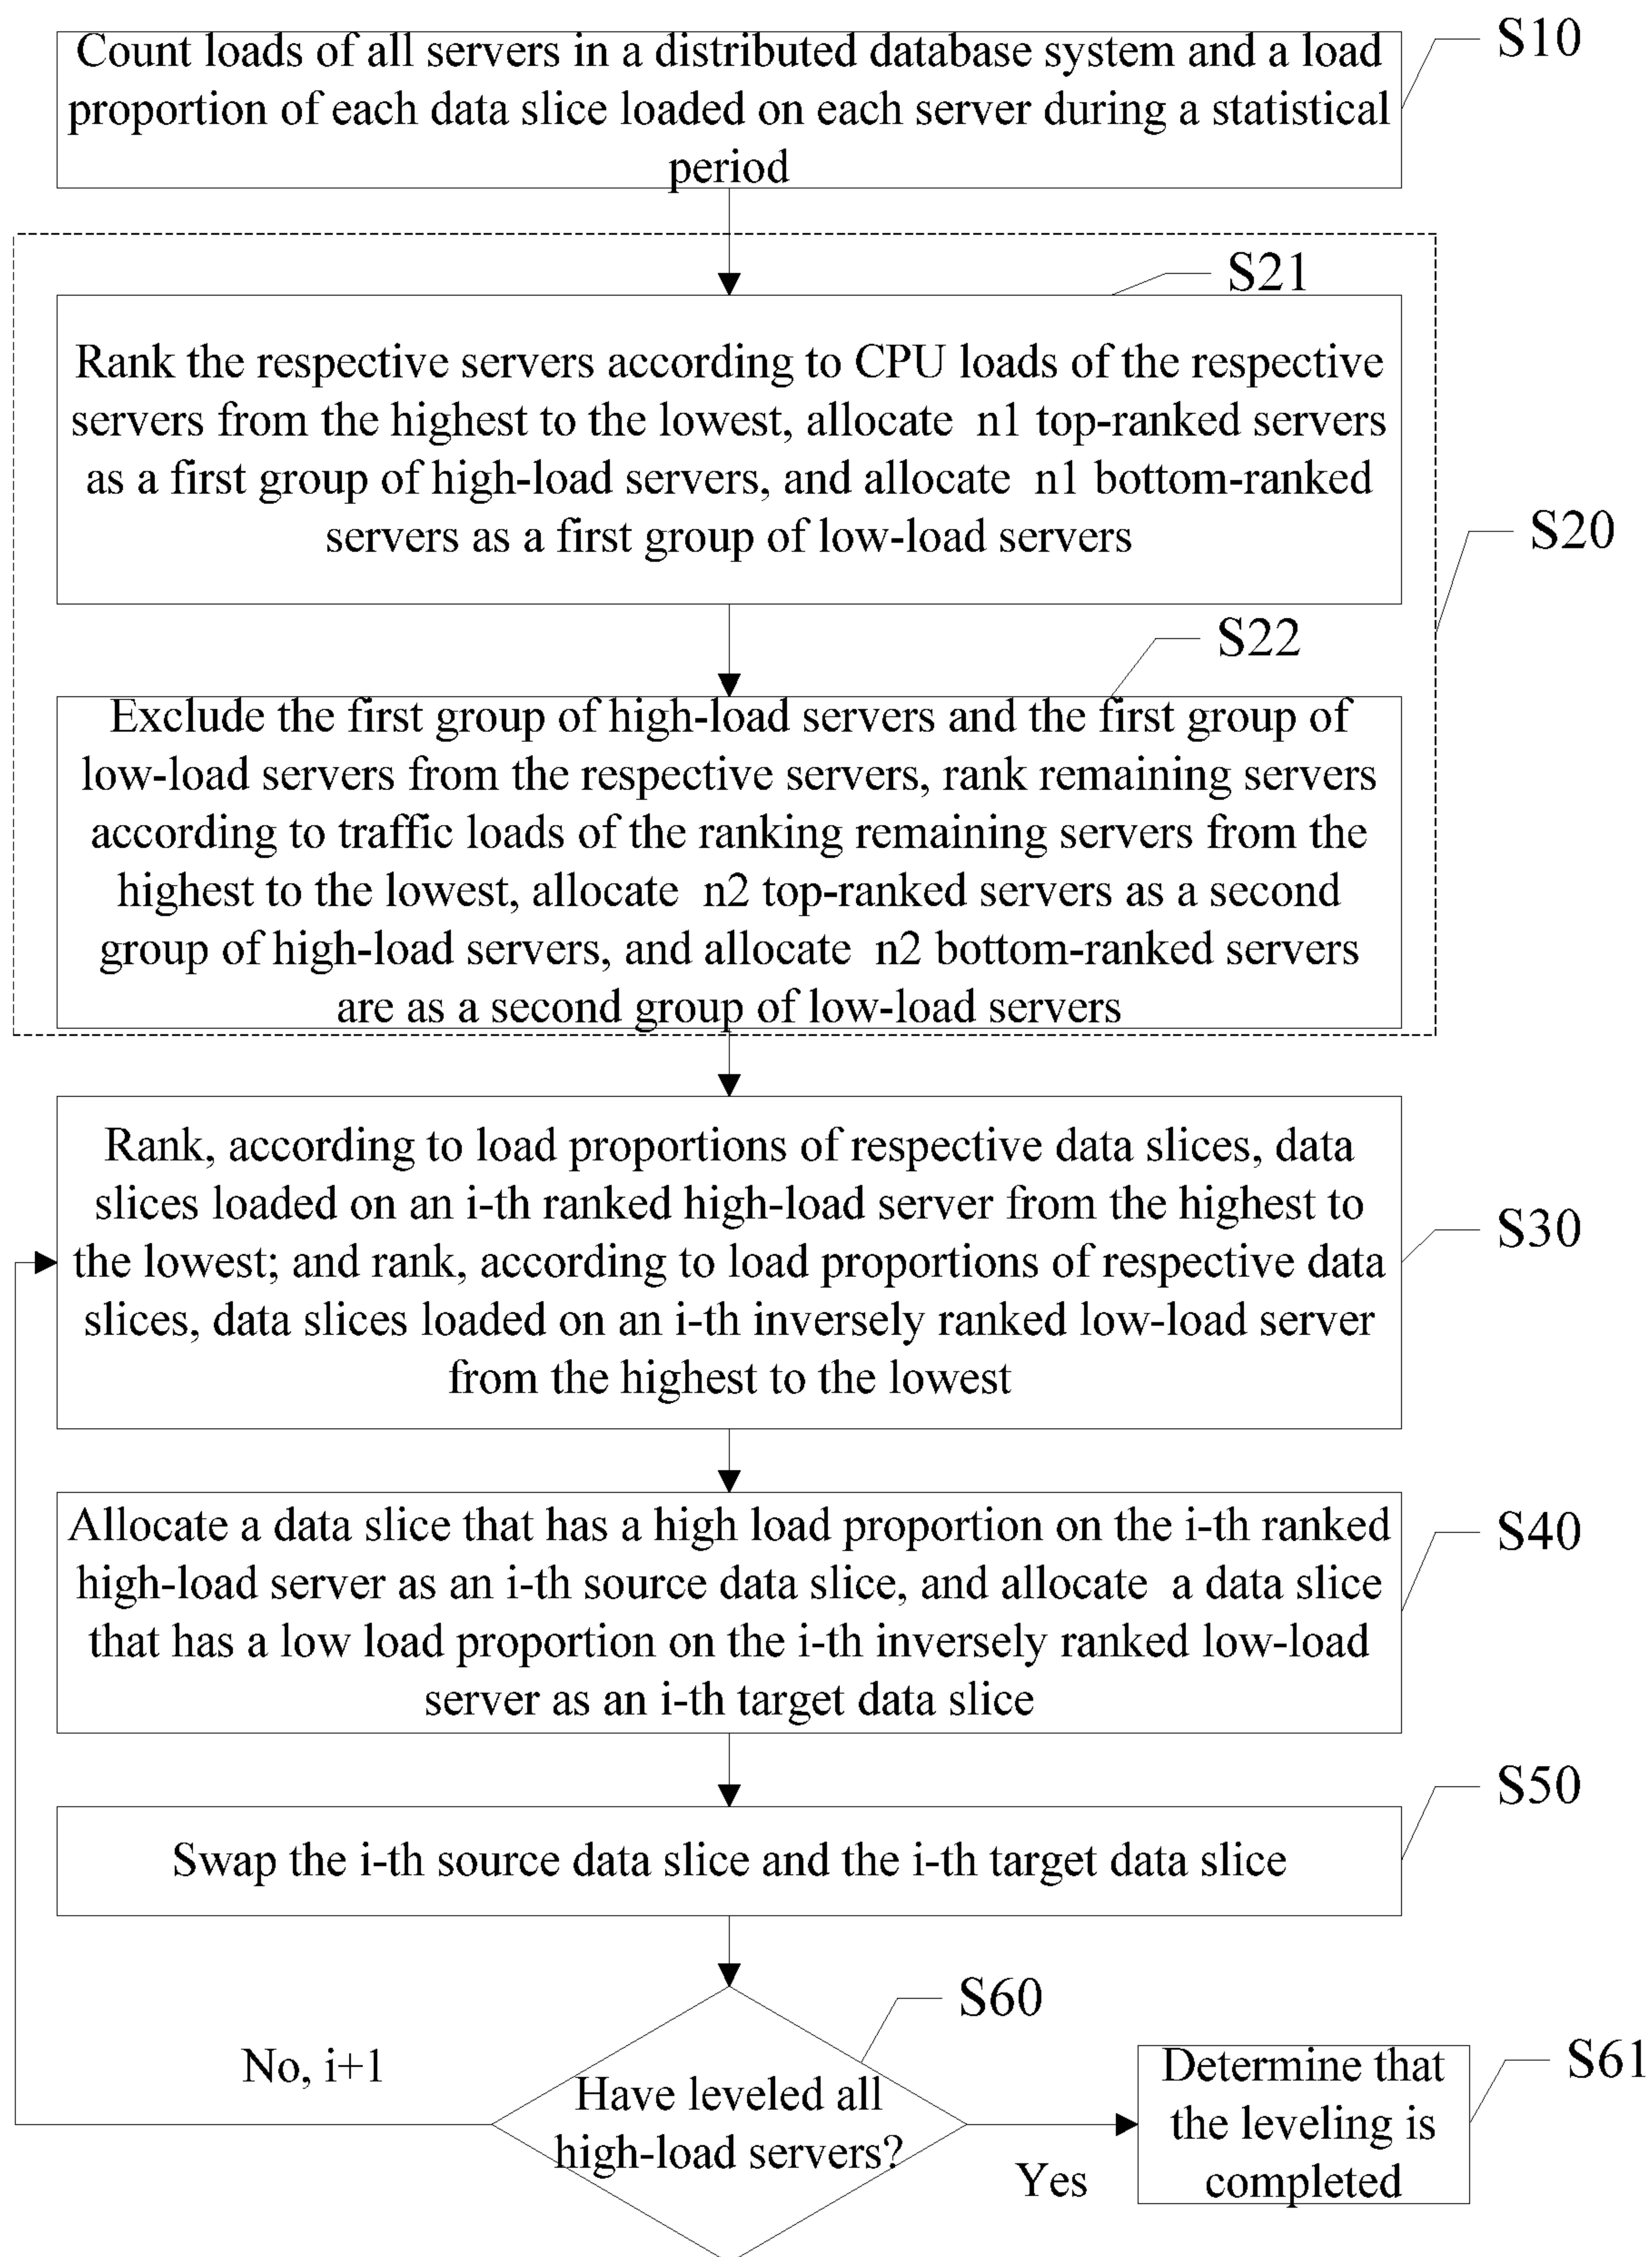 Count loads of all servers in a distributed database system and a load
proportion of each data slice loaded on each server during a statistical
period
S10
S21
Rank the respective servers according to CPU loads of the respective
servers from the highest to the lowest, allocate n1 top-ranked servers
as a first group of high-load servers, and allocate n1 bottom-ranked
servers as a first group of low-load servers
S20
S22
Exclude the first group of high-load servers and the first group of
low-load servers from the respective servers, rank remaining servers
according to traffic loads of the ranking remaining servers from the
highest to the lowest, allocate n2 top-ranked servers as a second
group of high-load servers, and allocate n2 bottom-ranked servers
are as a second group of low-load servers
Rank, according to load proportions of respective data slices, data
slices loaded on an i-th ranked high-load server from the highest to
the lowest; and rank, according to load proportions of respective data
slices, data slices loaded on an i-th inversely ranked low-load server
from the highest to the lowest
S30
Allocate a data slice that has a high load proportion on the i-th ranked
high-load server as an i-th source data slice, and allocate a data slice
that has a low load proportion on the i-th inversely ranked low-load
server as an i-th target data slice
S40
S50
Swap the i-th source data slice and the i-th target data slice
S60
No, i+1
Have leveled all
high-load servers?
Yes
Determine that
the leveling is
completed
S61